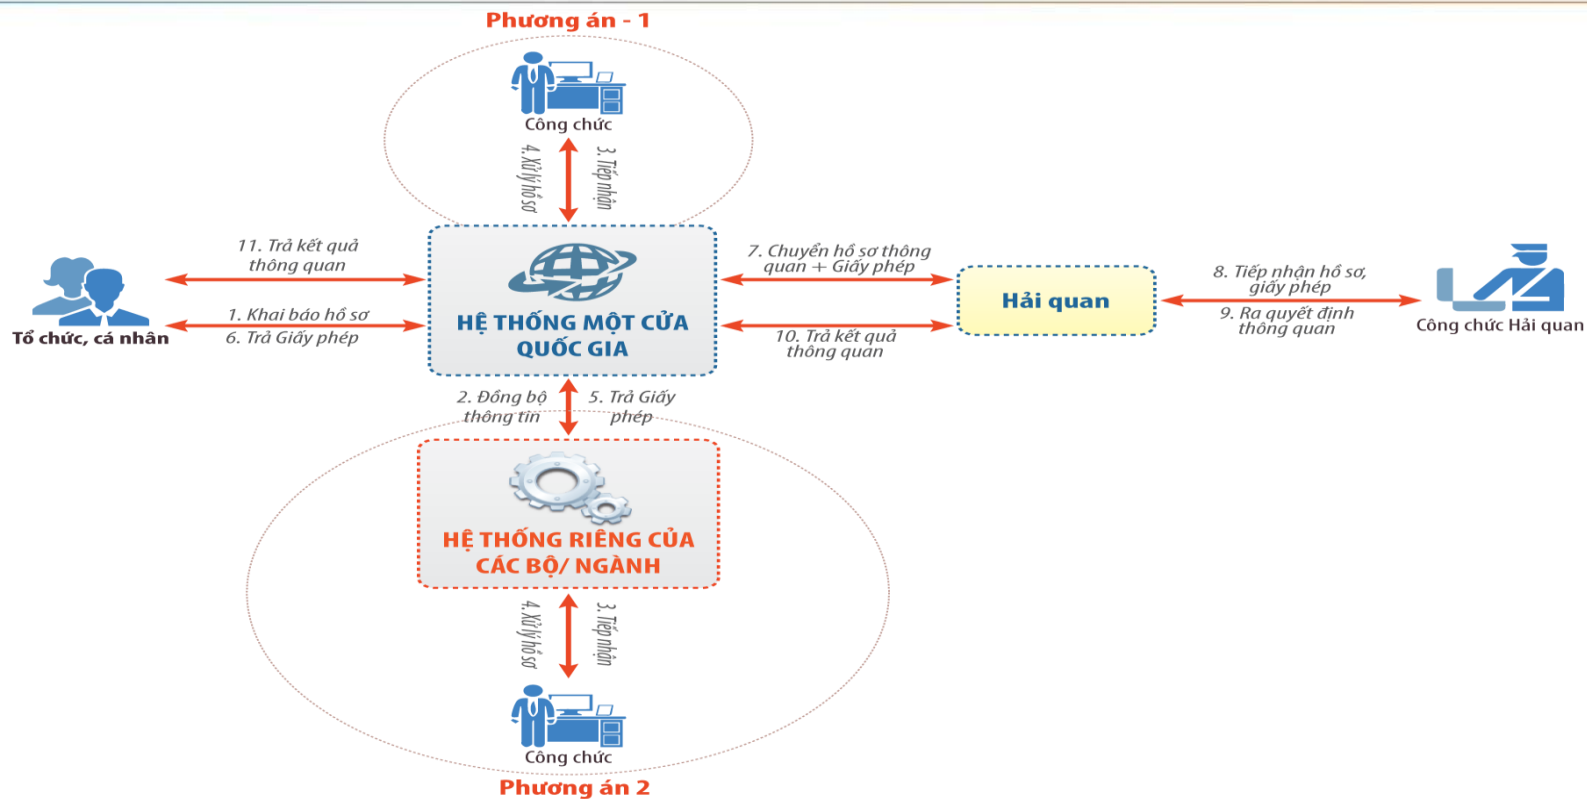 Phương án - 1
Công chức
4. Xử lý hồ sơ
3. Tiếp nhận
11. Trả kết quả
thông quan
1. Khai báo hồ sơ
6. Trả Giấy phép
Tổ chức, cá nhân
HỆ THỐNG MỘT CỬA
QUỐC GIA
7. Chuyển hồ sơ thông
quan + Giấy phép
10. Trả kết quả
thông quan
Hải quan
8. Tiếp nhận hồ sơ,
giấy phép
9. Ra quyết định
thông quan
Công chức Hải quan
2. Đồng bộ
thông tin
5. Trả Giấy
phép
HỆ THỐNG RIÊNG CỦA
CÁC BỘ/ NGÀNH
4. Xử lý hồ sơ
3. Tiếp nhận
Công chức
Phương án 2